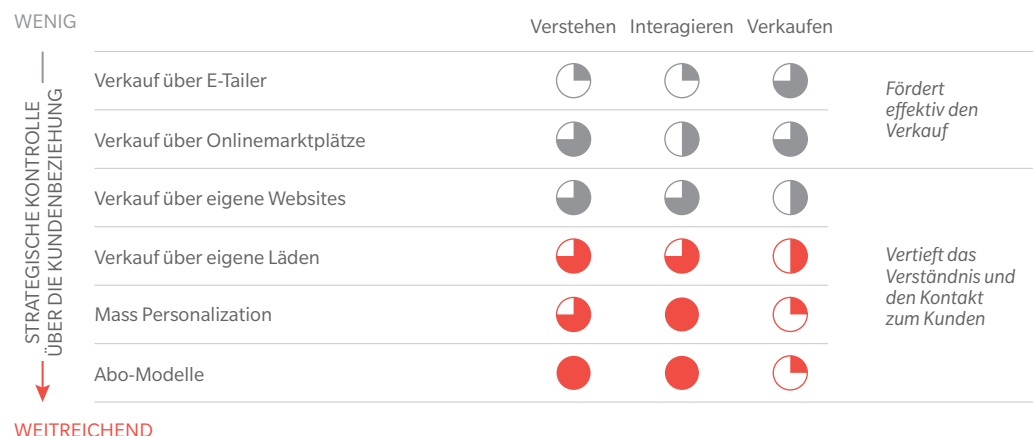 WENIG
Verstehen Interagieren Verkaufen
Verkauf über E-Tailer
Fördert
effektiv den
Verkauf
Verkauf über Onlinemarktplätze
STRATEGISCHE KONTROLLE
ÜBER DIE KUNDENBEZIEHUNG
Verkauf über eigene Websites
Verkauf über eigene Läden
Vertieft das
Verständnis und
den Kontakt
zum Kunden
Mass Personalization
Abo-Modelle
WEITREICHEND